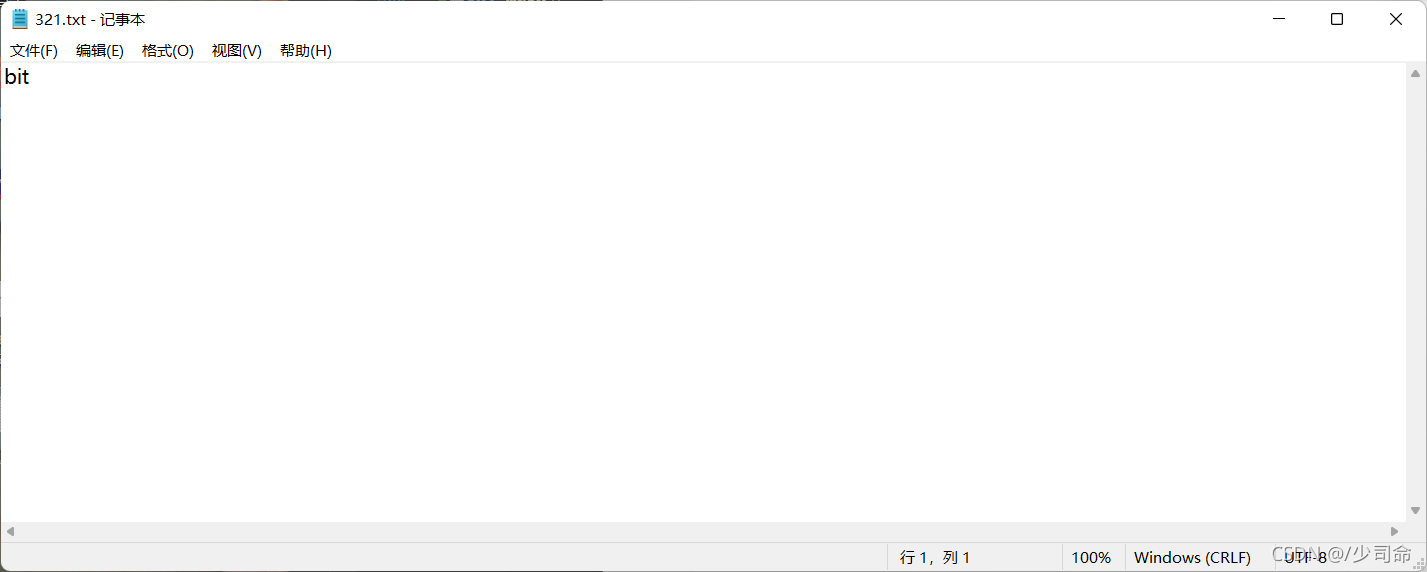 321.txt - 记事本
文件(F) 编辑(E) 格式(O) 视图(V) 帮助(H)
bit
行 1，列 1 100% Windows (CRLF) UTF-8
CSDN @/少司命